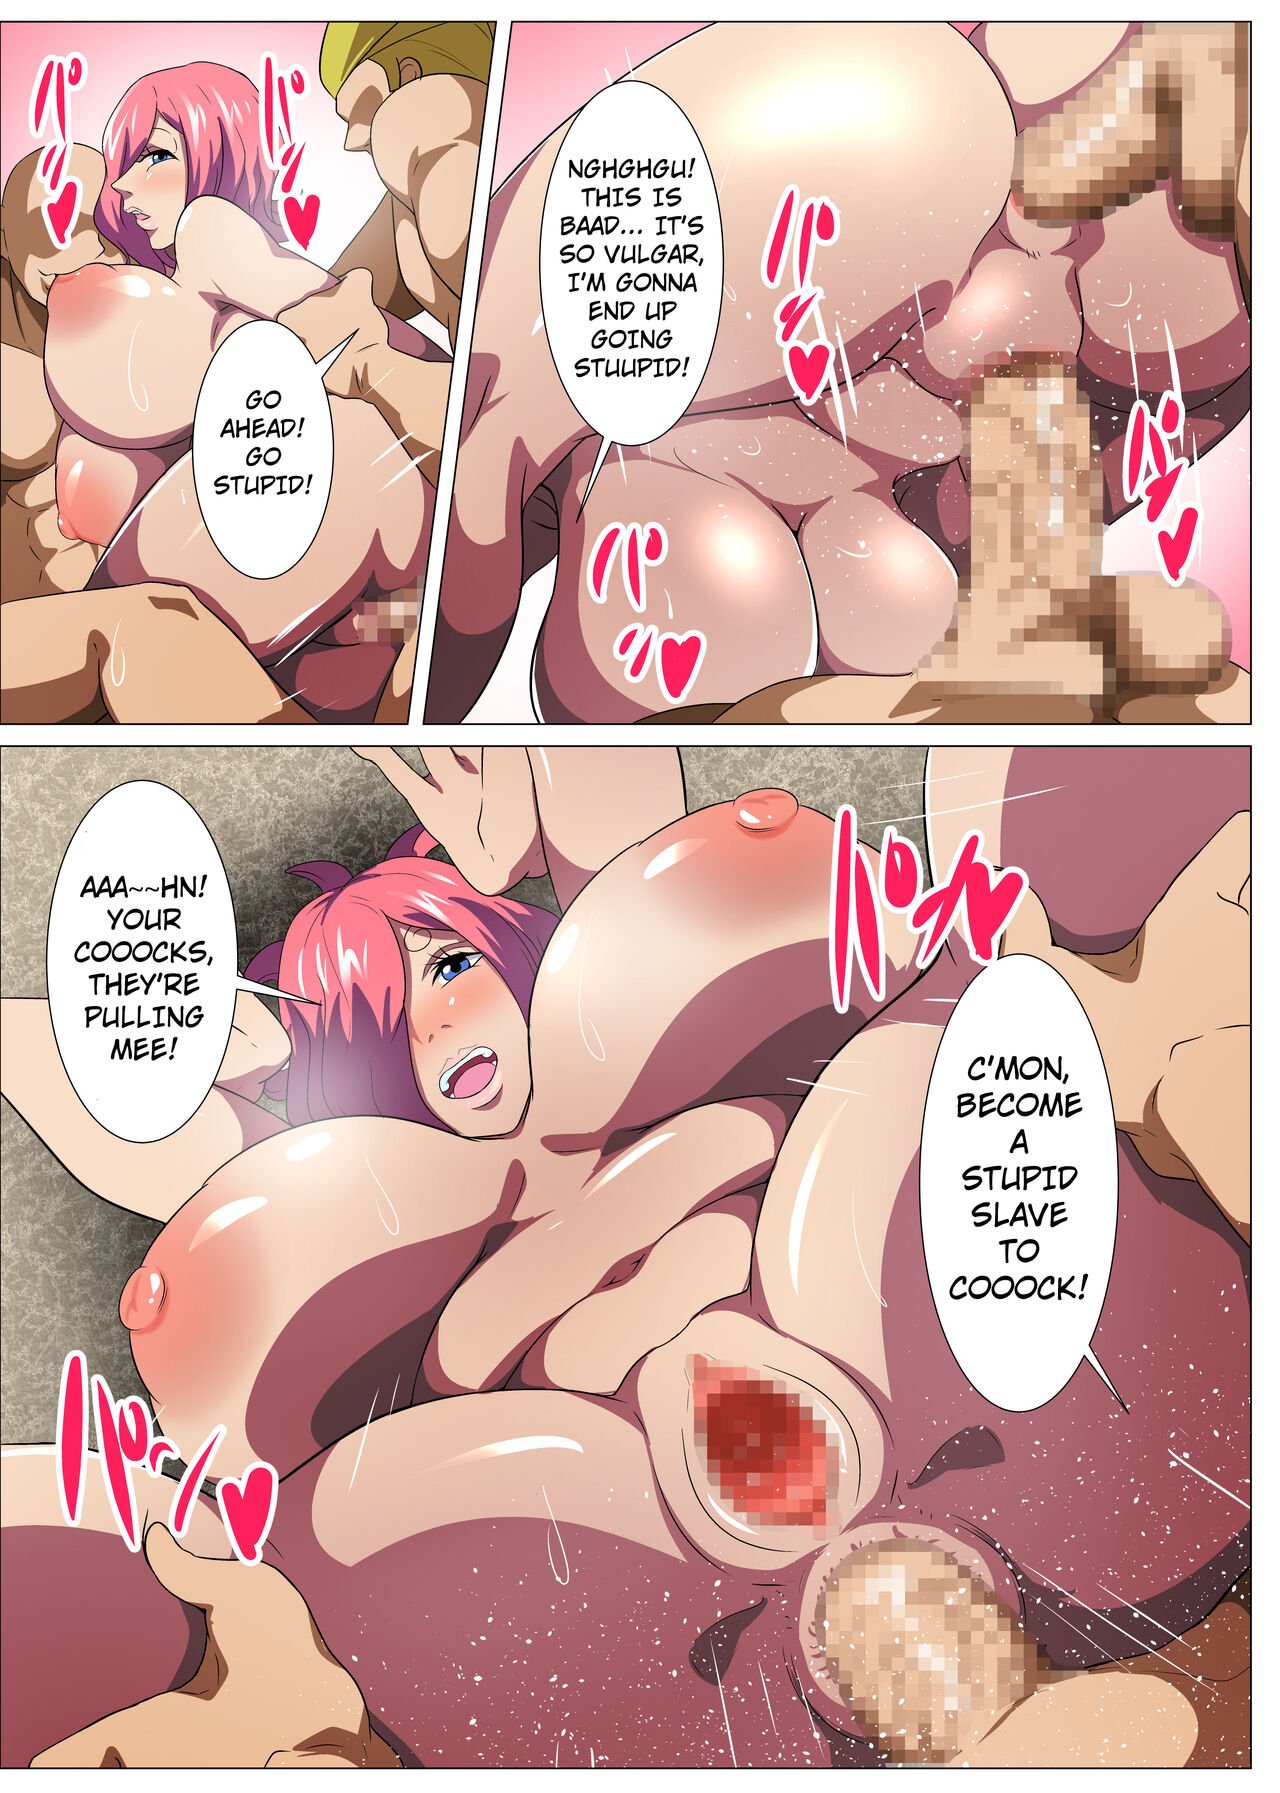 NGHGHGU!
THIS IS
BAAD... IT'S
SO VULGAR,
I'M GONNA
END UP
GOING
STUUPID!
GO
AHEAD!
GO
STUPID!
C'MON,
BECOME
A
STUPID
SLAVE
TO
COOOCK!
AAA~~HN!
YOUR
COOOCKS,
THEY'RE
PULLING
MEE!